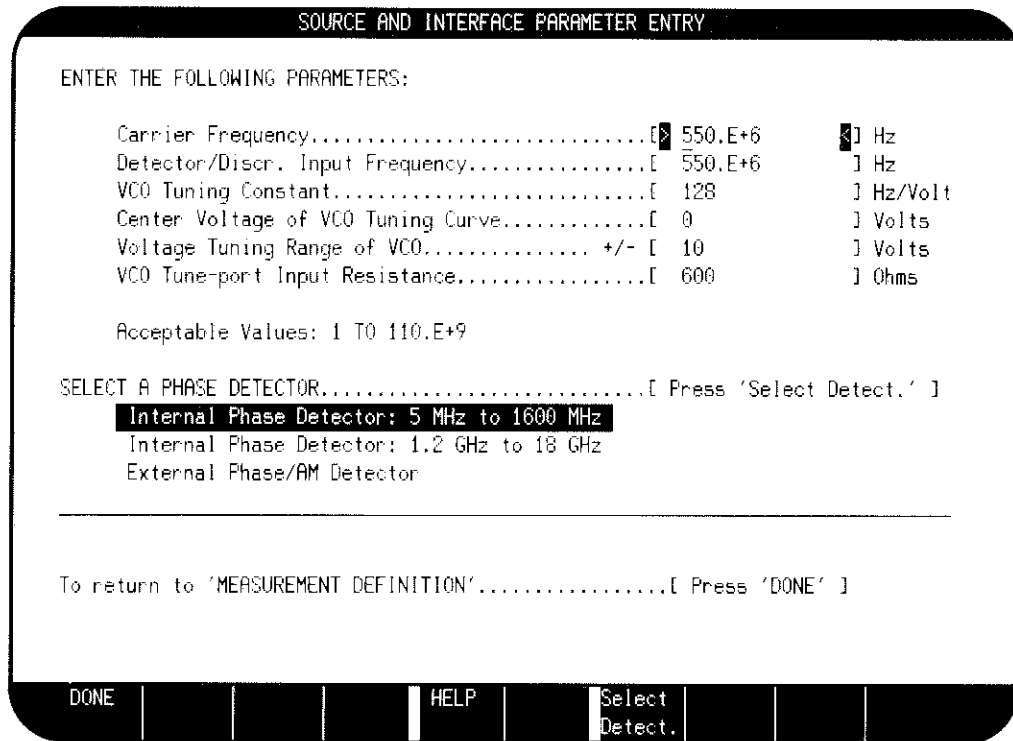 SOURCE AND INTERFACE PARAMETER ENTRY
ENTER THE FOLLOWING PARAMETERS:
Carrier Frequency..............................[> 550.E+6 <] Hz
Detector/Discr. Input Frequency................[ 550.E+6 ] Hz
VCO Tuning Constant............................[ 128 ] Hz/Volt
Center Voltage of VCO Tuning Curve.............[ 0 ] Volts
Voltage Tuning Range of VCO............... +/- [ 10 ] Volts
VCO Tune-port Input Resistance.................[ 600 ] Ohms
Acceptable Values: 1 TO 110.E+9
SELECT A PHASE DETECTOR.............................[ Press 'Select Detect.' ]
Internal Phase Detector: 5 MHz to 1600 MHz
Internal Phase Detector: 1.2 GHz to 18 GHz
External Phase/AM Detector
To return to 'MEASUREMENT DEFINITION'.................[ Press 'DONE' ]
DONE HELP Select
Detect.